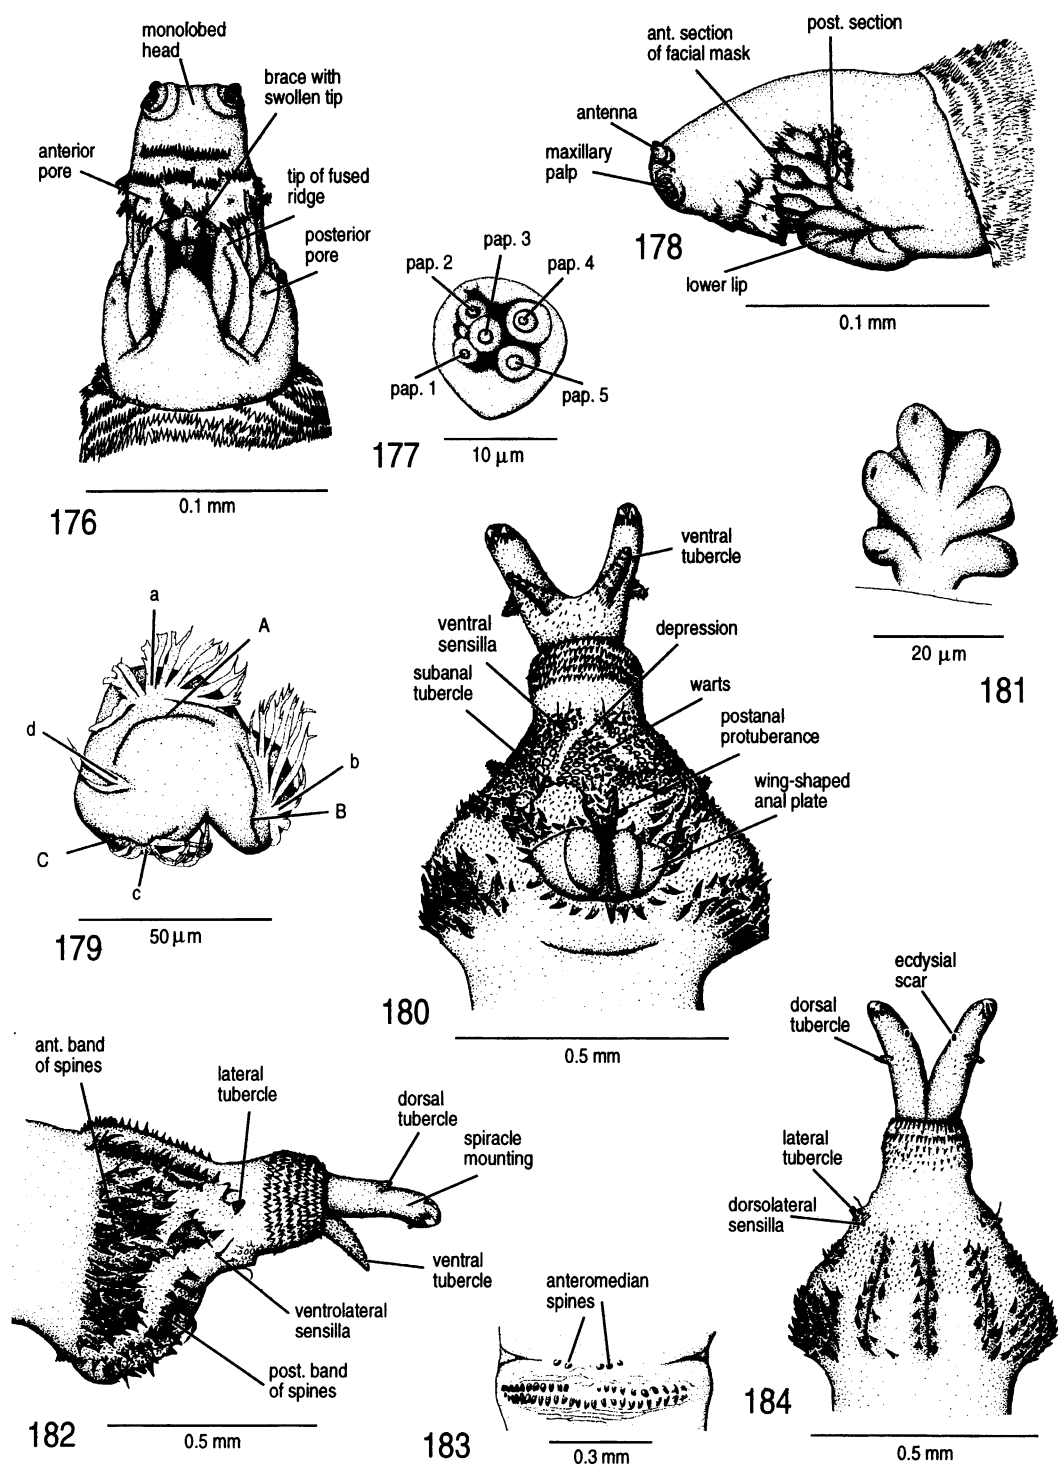 monolobed
head
brace with
swollen tip
anterior
pore
tip of fused
ridge
posterior
pore
0.1 mm
176
pap. 3
pap. 2
pap. 4
pap. 1
pap. 5
10 µm
177
ant. section
of facial mask
post. section
antenna
maxillary
palp
lower lip
178
0.1 mm
a
A
d
b
B
C
c
50 µm
179
ventral
tubercle
ventral
sensilla
depression
subanal
tubercle
warts
postanal
protuberance
wing-shaped
anal plate
180
0.5 mm
20 µm
181
ant. band
of spines
lateral
tubercle
dorsal
tubercle
spiracle
mounting
ventral
tubercle
ventrolateral
sensilla
post. band
of spines
182
0.5 mm
anteromedian
spines
183
0.3 mm
ecdysial
scar
dorsal
tubercle
lateral
tubercle
dorsolateral
sensilla
184
0.5 mm